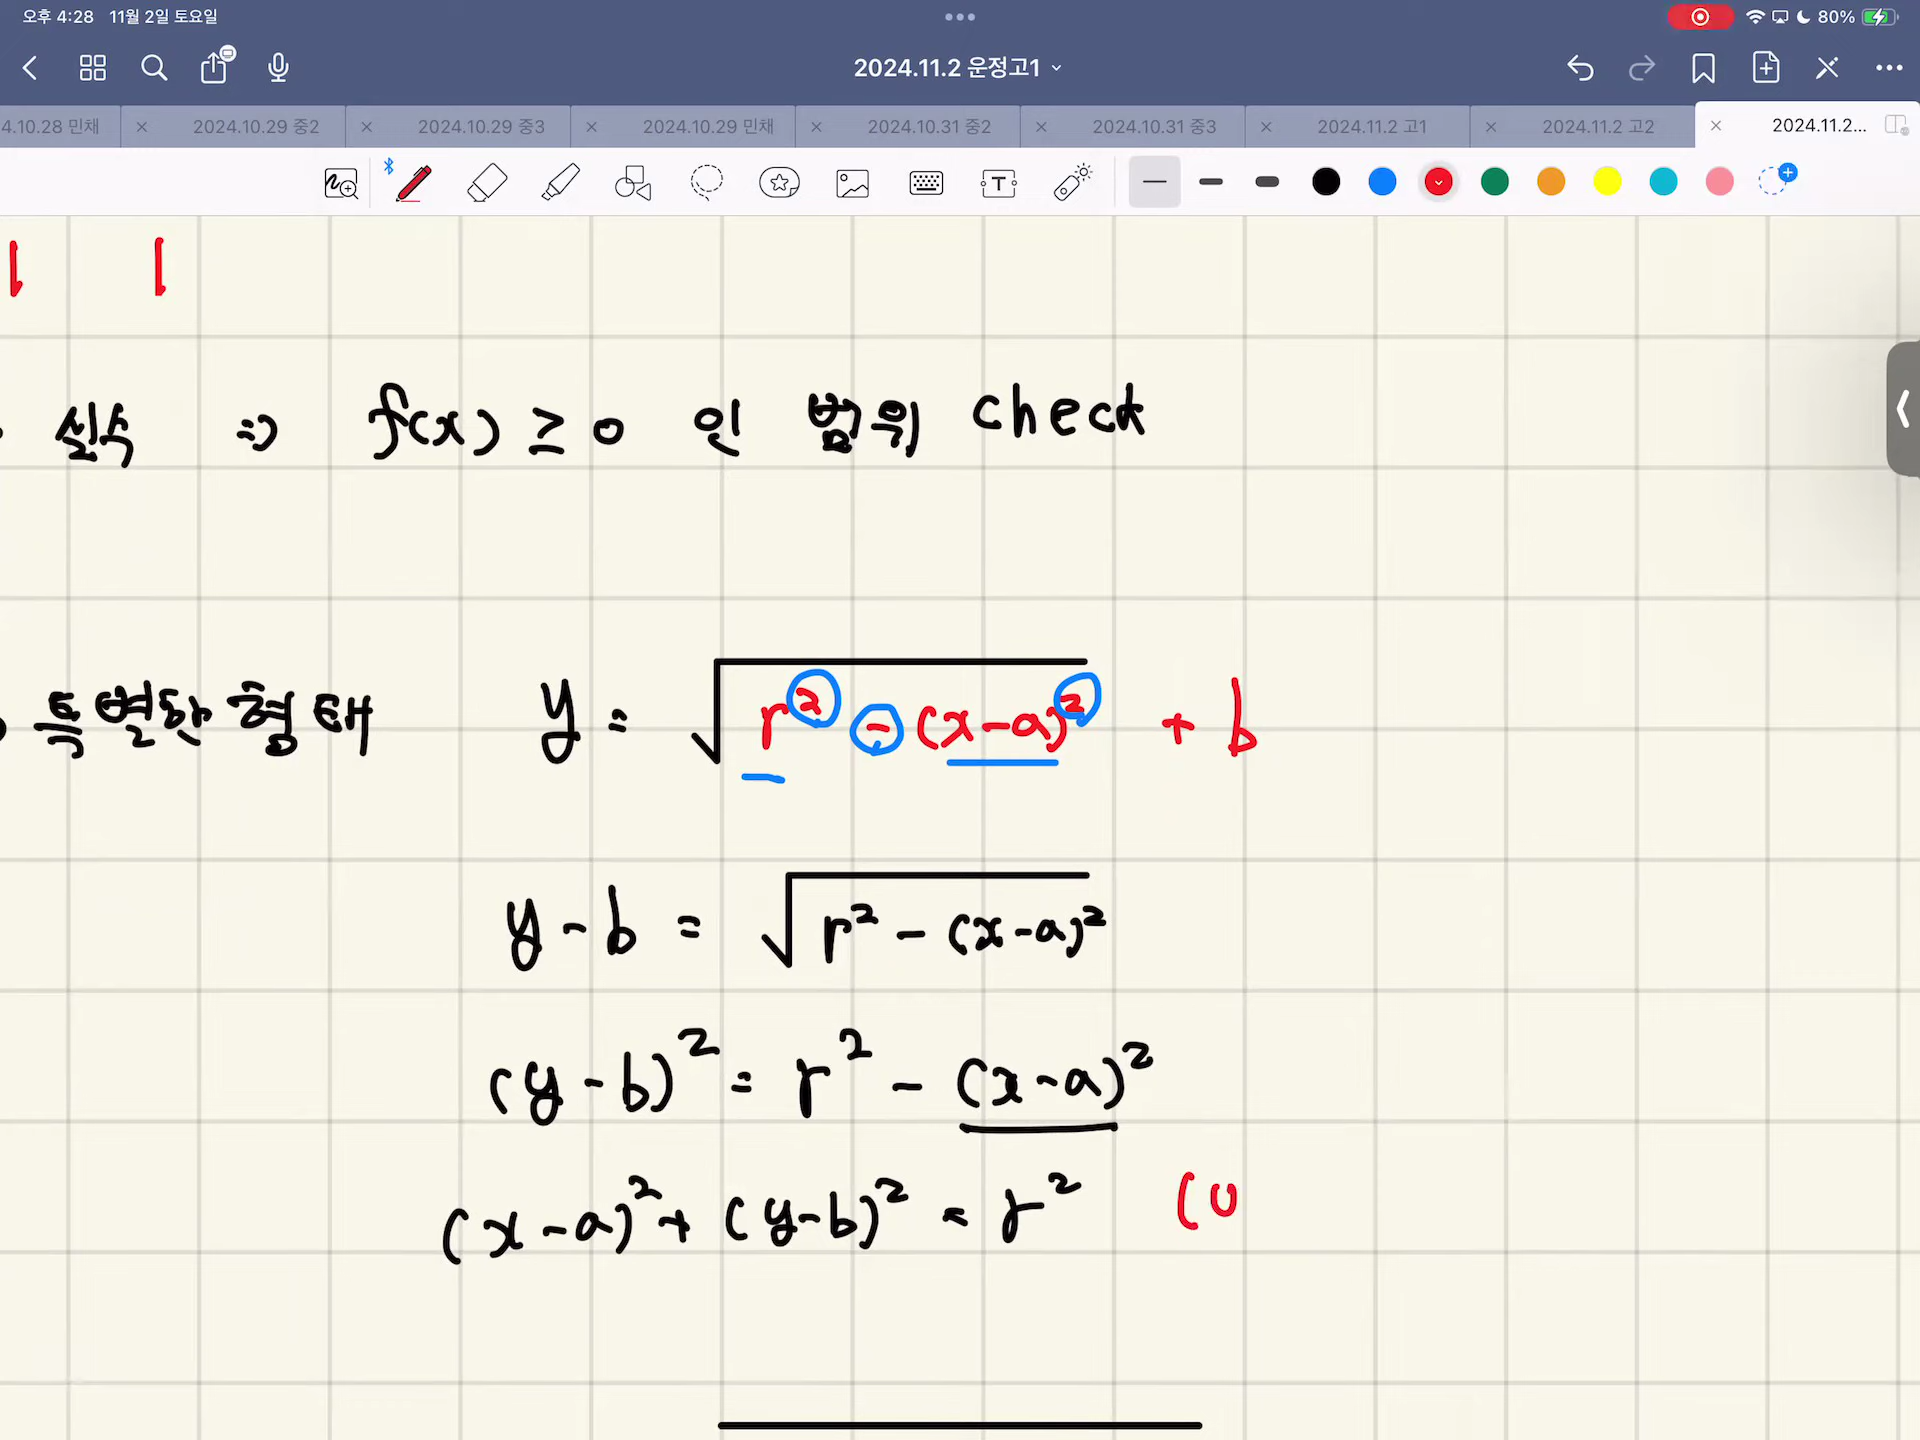 오후 4:28 11월 2일 토요일
80%
2024.11.2 운정고1
4.10.28 민채
2024.10.29 중2
2024.10.29 중3
2024.10.29 민채
2024.10.31 중2
2024.10.31 중3
2024.11.2 고1
2024.11.2 고2
2024.11.2...
T
1 1
실수 => f(x) ≥ 0 인 범위 check
특별한 형태 y = √(r² - (x-a)²) + b
y - b = √(r² - (x-a)²)
(y-b)² = r² - (x-a)²
(x-a)² + (y-b)² = r²